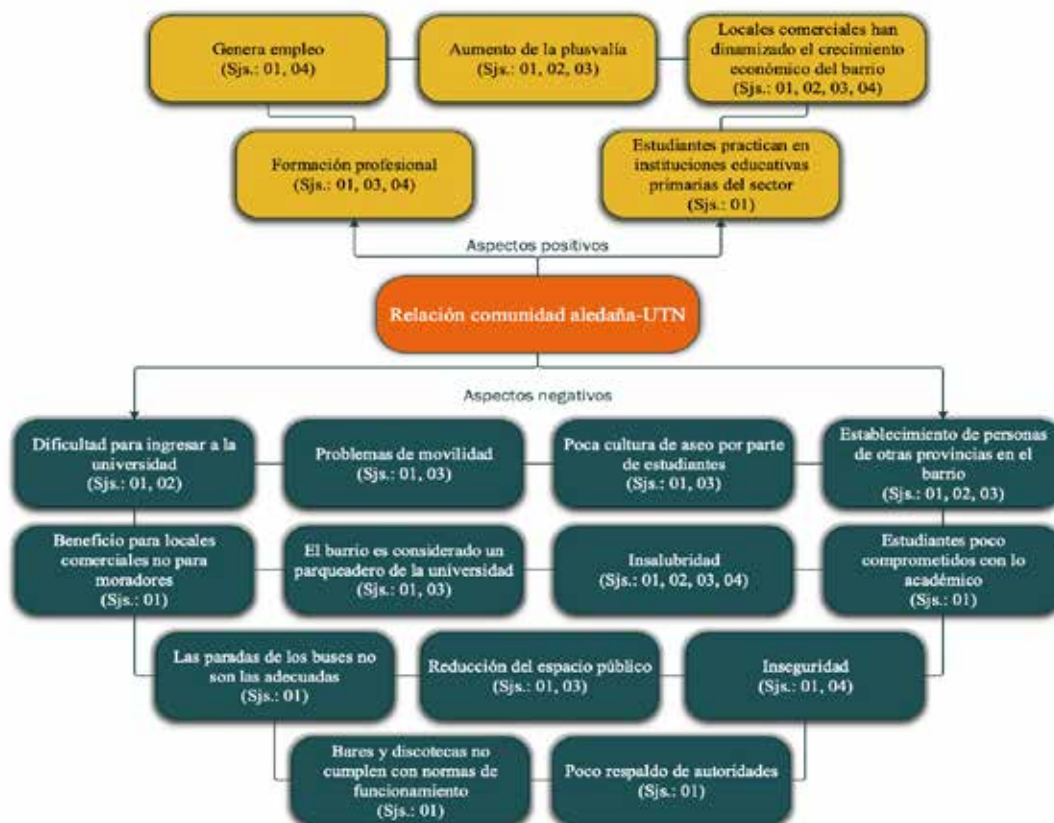 Genera empleo
(Sjs.: 01, 04)
Aumento de la plusvalía
(Sjs.: 01, 02, 03)
Locales comerciales han
dinamizado el crecimiento
económico del barrio
(Sjs.: 01, 02, 03, 04)
Formación profesional
(Sjs.: 01, 03, 04)
Estudiantes practican en
instituciones educativas
primarias del sector
(Sjs.: 01)
Aspectos positivos
Relación comunidad aledaña-UTN
Aspectos negativos
Dificultad para ingresar a la
universidad
(Sjs.: 01, 02)
Problemas de movilidad
(Sjs.: 01, 03)
Poca cultura de aseo por parte
de estudiantes
(Sjs.: 01, 03)
Establecimiento de personas
de otras provincias en el
barrio
(Sjs.: 01, 02, 03)
Beneficio para locales
comerciales no para
moradores
(Sjs.: 01)
El barrio es considerado un
parqueadero de la universidad
(Sjs.: 01, 03)
Insalubridad
(Sjs.: 01, 02, 03, 04)
Estudiantes poco
comprometidos con lo
académico
(Sjs.: 01)
Las paradas de los buses no
son las adecuadas
(Sjs.: 01)
Reducción del espacio público
(Sjs.: 01, 03)
Inseguridad
(Sjs.: 01, 04)
Bares y discotecas no
cumplen con normas de
funcionamiento
(Sjs.: 01)
Poco respaldo de autoridades
(Sjs.: 01)